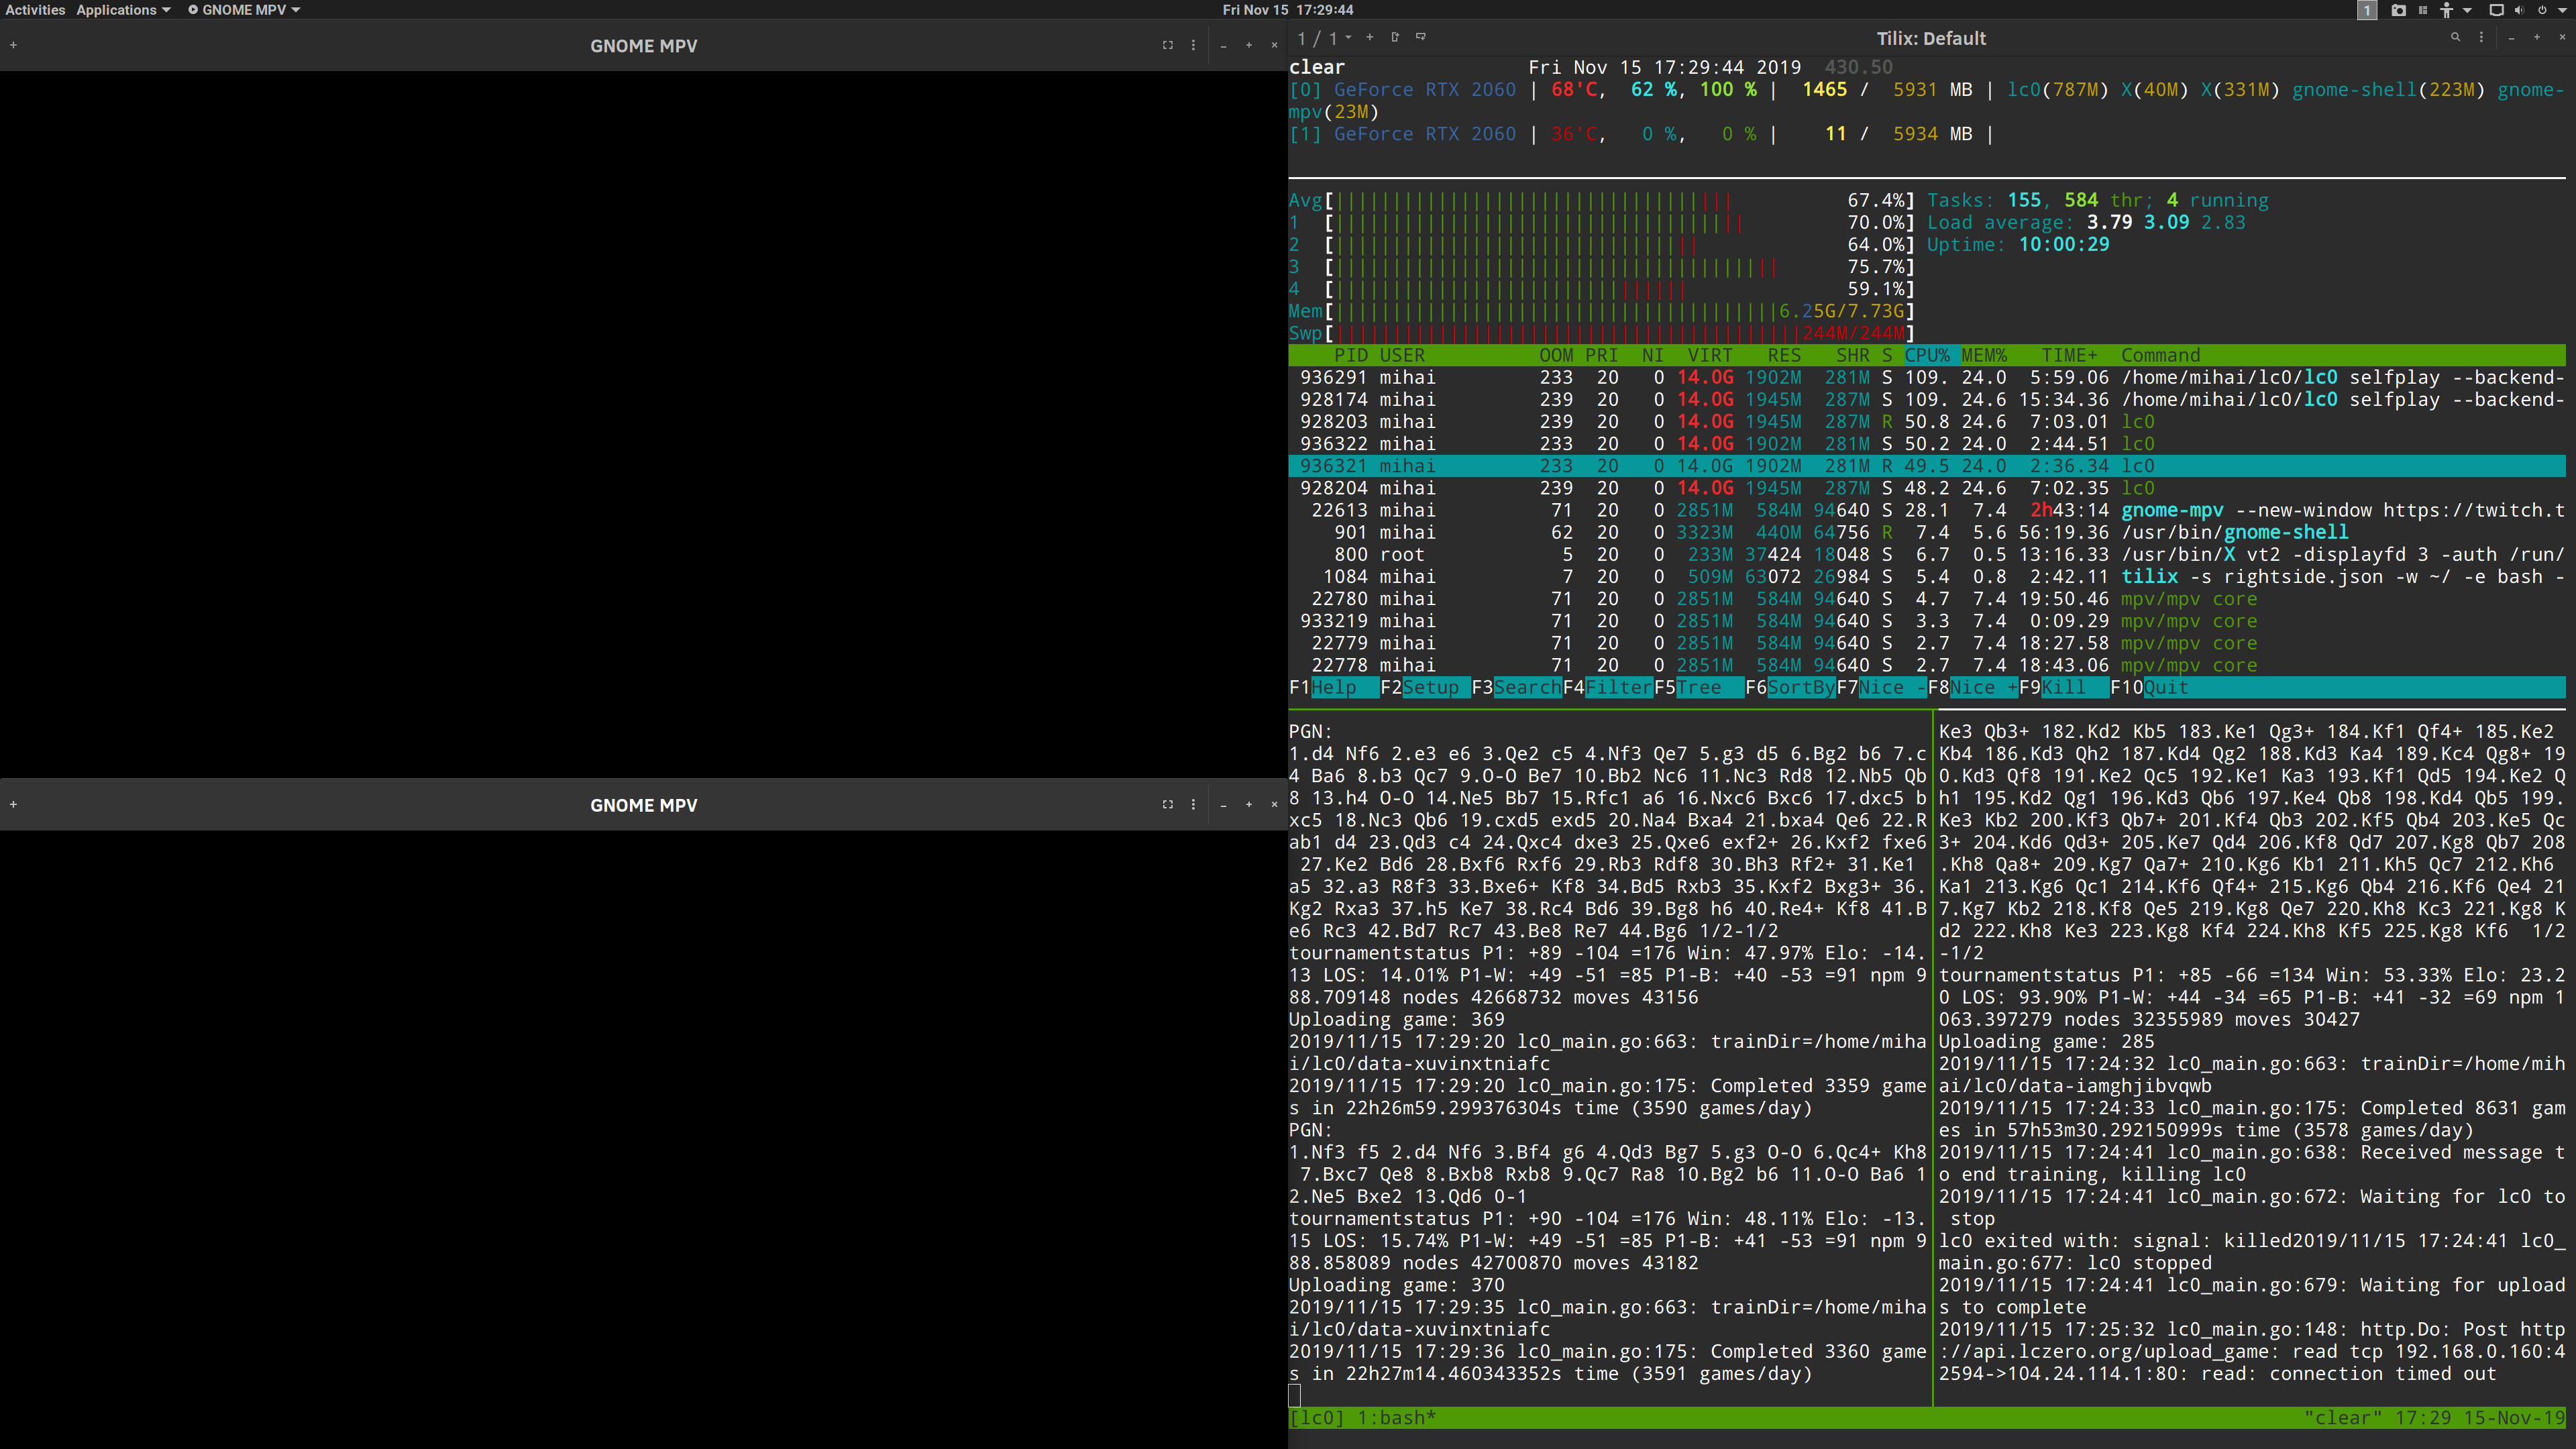 Activities Applications GNOME MPV Fri Nov 15 17:29:44 1
GNOME MPV
GNOME MPV
1 / 1 Tilix: Default
clear Fri Nov 15 17:29:44 2019 430.50
[0] GeForce RTX 2060 | 68'C, 62 %, 100 % | 1465 / 5931 MB | lc0(787M) X(40M) X(331M) gnome-shell(223M) gnome-
mpv(23M)
[1] GeForce RTX 2060 | 36'C, 0 %, 0 % | 11 / 5934 MB |
Avg[ 67.4%] Tasks: 155, 584 thr; 4 running
1 [ 70.0%] Load average: 3.79 3.09 2.83
2 [ 64.0%] Uptime: 10:00:29
3 [ 75.7%]
4 [ 59.1%]
Mem[ 6.25G/7.73G]
Swp[ 244M/244M]
PID USER OOM PRI NI VIRT RES SHR S CPU% MEM% TIME+ Command
936291 mihai 233 20 0 14.0G 1902M 281M S 109. 24.0 5:59.06 /home/mihai/lc0/lc0 selfplay --backend-
928174 mihai 239 20 0 14.0G 1945M 287M S 109. 24.6 15:34.36 /home/mihai/lc0/lc0 selfplay --backend-
928203 mihai 239 20 0 14.0G 1945M 287M R 50.8 24.6 7:03.01 lc0
936322 mihai 233 20 0 14.0G 1902M 281M S 50.2 24.0 2:44.51 lc0
936321 mihai 233 20 0 14.0G 1902M 281M R 49.5 24.0 2:36.34 lc0
928204 mihai 239 20 0 14.0G 1945M 287M S 48.2 24.6 7:02.35 lc0
22613 mihai 71 20 0 2851M 584M 94640 S 28.1 7.4 2h43:14 gnome-mpv --new-window https://twitch.t
901 mihai 62 20 0 3323M 440M 64756 R 7.4 5.6 56:19.36 /usr/bin/gnome-shell
800 root 5 20 0 233M 37424 18048 S 6.7 0.5 13:16.33 /usr/bin/X vt2 -displayfd 3 -auth /run/
1084 mihai 7 20 0 509M 63072 26984 S 5.4 0.8 2:42.11 tilix -s rightside.json -w ~/ -e bash -
22780 mihai 71 20 0 2851M 584M 94640 S 4.7 7.4 19:50.46 mpv/mpv core
933219 mihai 71 20 0 2851M 584M 94640 S 3.3 7.4 0:09.29 mpv/mpv core
22779 mihai 71 20 0 2851M 584M 94640 S 2.7 7.4 18:27.58 mpv/mpv core
22778 mihai 71 20 0 2851M 584M 94640 S 2.7 7.4 18:43.06 mpv/mpv core
F1Help F2Setup F3SearchF4FilterF5Tree F6SortByF7Nice -F8Nice +F9Kill F10Quit
PGN:
1.d4 Nf6 2.e3 e6 3.Qe2 c5 4.Nf3 Qe7 5.g3 d5 6.Bg2 b6 7.c
4 Ba6 8.b3 Qc7 9.O-O Be7 10.Bb2 Nc6 11.Nc3 Rd8 12.Nb5 Qb
8 13.h4 O-O 14.Ne5 Bb7 15.Rfc1 a6 16.Nxc6 Bxc6 17.dxc5 b
xc5 18.Nc3 Qb6 19.cxd5 exd5 20.Na4 Bxa4 21.bxa4 Qe6 22.R
ab1 d4 23.Qd3 c4 24.Qxc4 dxe3 25.Qxe6 exf2+ 26.Kxf2 fxe6
27.Ke2 Bd6 28.Bxf6 Rxf6 29.Rb3 Rdf8 30.Bh3 Rf2+ 31.Ke1
a5 32.a3 R8f3 33.Bxe6+ Kf8 34.Bd5 Rxb3 35.Kxf2 Bxg3+ 36.
Kg2 Rxa3 37.h5 Ke7 38.Rc4 Bd6 39.Bg8 h6 40.Re4+ Kf8 41.B
e6 Rc3 42.Bd7 Rc7 43.Be8 Re7 44.Bg6 1/2-1/2
tournamentstatus P1: +89 -104 =176 Win: 47.97% Elo: -14.
13 LOS: 14.01% P1-W: +49 -51 =85 P1-B: +40 -53 =91 npm 9
88.709148 nodes 42668732 moves 43156
Uploading game: 369
2019/11/15 17:29:20 lc0_main.go:663: trainDir=/home/miha
i/lc0/data-xuvinxtniafc
2019/11/15 17:29:20 lc0_main.go:175: Completed 3359 game
s in 22h26m59.299376304s time (3590 games/day)
PGN:
1.Nf3 f5 2.d4 Nf6 3.Bf4 g6 4.Qd3 Bg7 5.g3 O-O 6.Qc4+ Kh8
7.Bxc7 Qe8 8.Bxb8 Rxb8 9.Qc7 Ra8 10.Bg2 b6 11.O-O Ba6 1
2.Ne5 Bxe2 13.Qd6 0-1
tournamentstatus P1: +90 -104 =176 Win: 48.11% Elo: -13.
15 LOS: 15.74% P1-W: +49 -51 =85 P1-B: +41 -53 =91 npm 9
88.858089 nodes 42700870 moves 43182
Uploading game: 370
2019/11/15 17:29:35 lc0_main.go:663: trainDir=/home/miha
i/lc0/data-xuvinxtniafc
2019/11/15 17:29:36 lc0_main.go:175: Completed 3360 game
s in 22h27m14.460343352s time (3591 games/day)
Ke3 Qb3+ 182.Kd2 Kb5 183.Ke1 Qg3+ 184.Kf1 Qf4+ 185.Ke2
Kb4 186.Kd3 Qh2 187.Kd4 Qg2 188.Kd3 Ka4 189.Kc4 Qg8+ 19
0.Kd3 Qf8 191.Ke2 Qc5 192.Ke1 Ka3 193.Kf1 Qd5 194.Ke2 Q
h1 195.Kd2 Qg1 196.Kd3 Qb6 197.Ke4 Qb8 198.Kd4 Qb5 199.
Ke3 Kb2 200.Kf3 Qb7+ 201.Kf4 Qb3 202.Kf5 Qb4 203.Ke5 Qc
3+ 204.Kd6 Qd3+ 205.Ke7 Qd4 206.Kf8 Qd7 207.Kg8 Qb7 208
.Kh8 Qa8+ 209.Kg7 Qa7+ 210.Kg6 Kb1 211.Kh5 Qc7 212.Kh6
Ka1 213.Kg6 Qc1 214.Kf6 Qf4+ 215.Kg6 Qb4 216.Kf6 Qe4 21
7.Kg7 Kb2 218.Kf8 Qe5 219.Kg8 Qe7 220.Kh8 Kc3 221.Kg8 K
d2 222.Kh8 Ke3 223.Kg8 Kf4 224.Kh8 Kf5 225.Kg8 Kf6 1/2
-1/2
tournamentstatus P1: +85 -66 =134 Win: 53.33% Elo: 23.2
0 LOS: 93.90% P1-W: +44 -34 =65 P1-B: +41 -32 =69 npm 1
063.397279 nodes 32355989 moves 30427
Uploading game: 285
2019/11/15 17:24:32 lc0_main.go:663: trainDir=/home/mih
ai/lc0/data-iamghjibvqwb
2019/11/15 17:24:33 lc0_main.go:175: Completed 8631 gam
es in 57h53m30.292150999s time (3578 games/day)
2019/11/15 17:24:41 lc0_main.go:638: Received message t
o end training, killing lc0
2019/11/15 17:24:41 lc0_main.go:672: Waiting for lc0 to
stop
lc0 exited with: signal: killed2019/11/15 17:24:41 lc0_
main.go:677: lc0 stopped
2019/11/15 17:24:41 lc0_main.go:679: Waiting for upload
s to complete
2019/11/15 17:25:32 lc0_main.go:148: http.Do: Post http
://api.lczero.org/upload_game: read tcp 192.168.0.160:4
2594->104.24.114.1:80: read: connection timed out
[lc0] 1:bash* "clear" 17:29 15-Nov-19